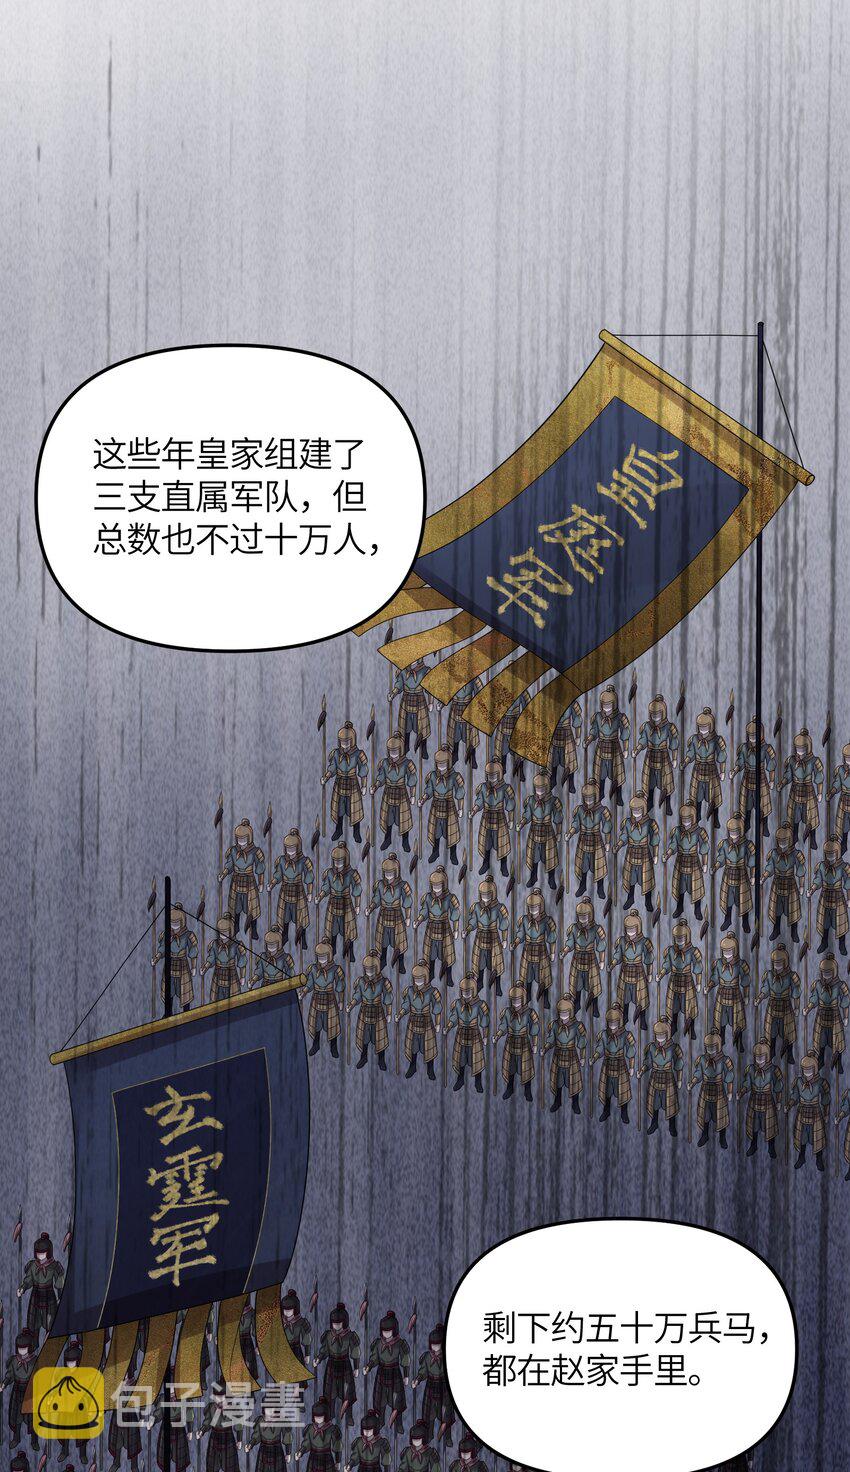 这些年皇家组建了
三支直属军队，但
总数也不过十万人，
玄霆军
剩下约五十万兵马，
都在赵家手里。
包子漫畫